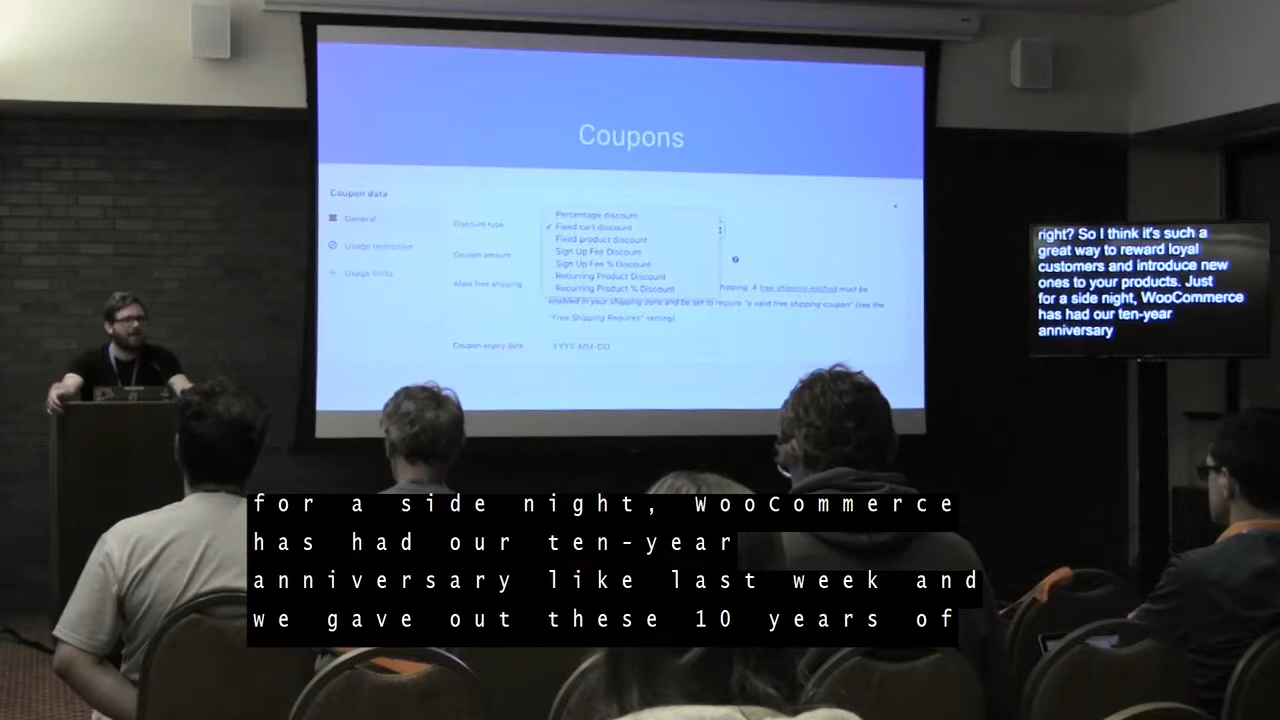 Coupons
Coupon data
General
Usage restriction
Usage limits
Discount type
Coupon amount
Allow free shipping
Coupon expiry date
Percentage discount
✓ Fixed cart discount
Fixed product discount
Sign Up Fee Discount
Sign Up Fee % Discount
Recurring Product Discount
Recurring Product % Discount
hipping. A free shipping method must be
enabled in your shipping zone and be set to require "a valid free shipping coupon" (see the
"Free Shipping Requires" setting).
YYYY-MM-DD
right? So I think it's such a
great way to reward loyal
customers and introduce new
ones to your products. Just
for a side night, WooCommerce
has had our ten-year
anniversary
for a side night, WooCommerce
has had our ten-year
anniversary like last week and
we gave out these 10 years of